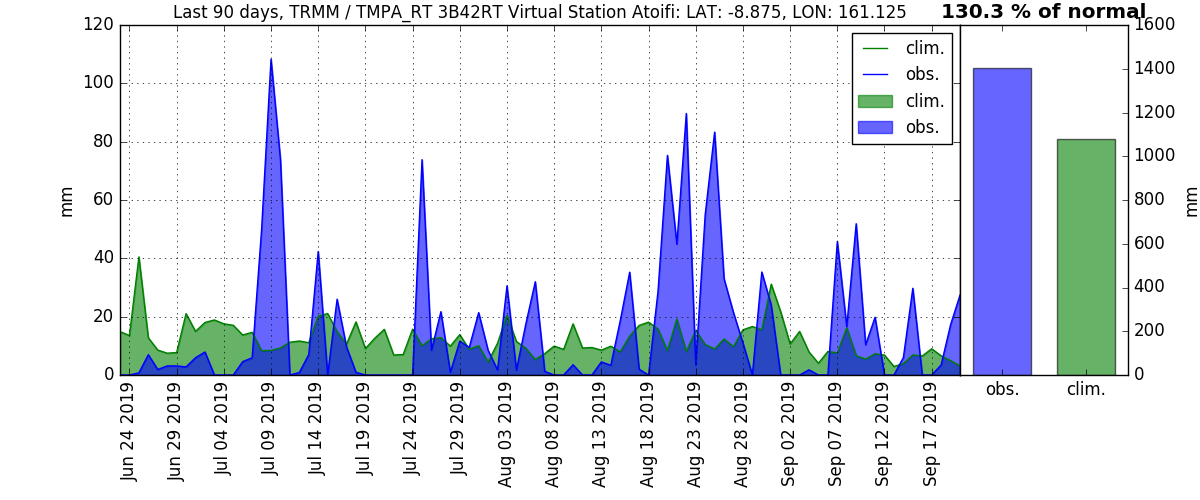 Last 90 days, TRMM / TMPA_RT 3B42RT Virtual Station Atoifi: LAT: -8.875, LON: 161.125
130.3 % of normal
120
100
80
60
40
20
0
mm
clim.
obs.
clim.
obs.
Jun 24 2019
Jun 29 2019
Jul 04 2019
Jul 09 2019
Jul 14 2019
Jul 19 2019
Jul 24 2019
Jul 29 2019
Aug 03 2019
Aug 08 2019
Aug 13 2019
Aug 18 2019
Aug 23 2019
Aug 28 2019
Sep 02 2019
Sep 07 2019
Sep 12 2019
Sep 17 2019
1600
1400
1200
1000
800
600
400
200
0
mm
obs.
clim.